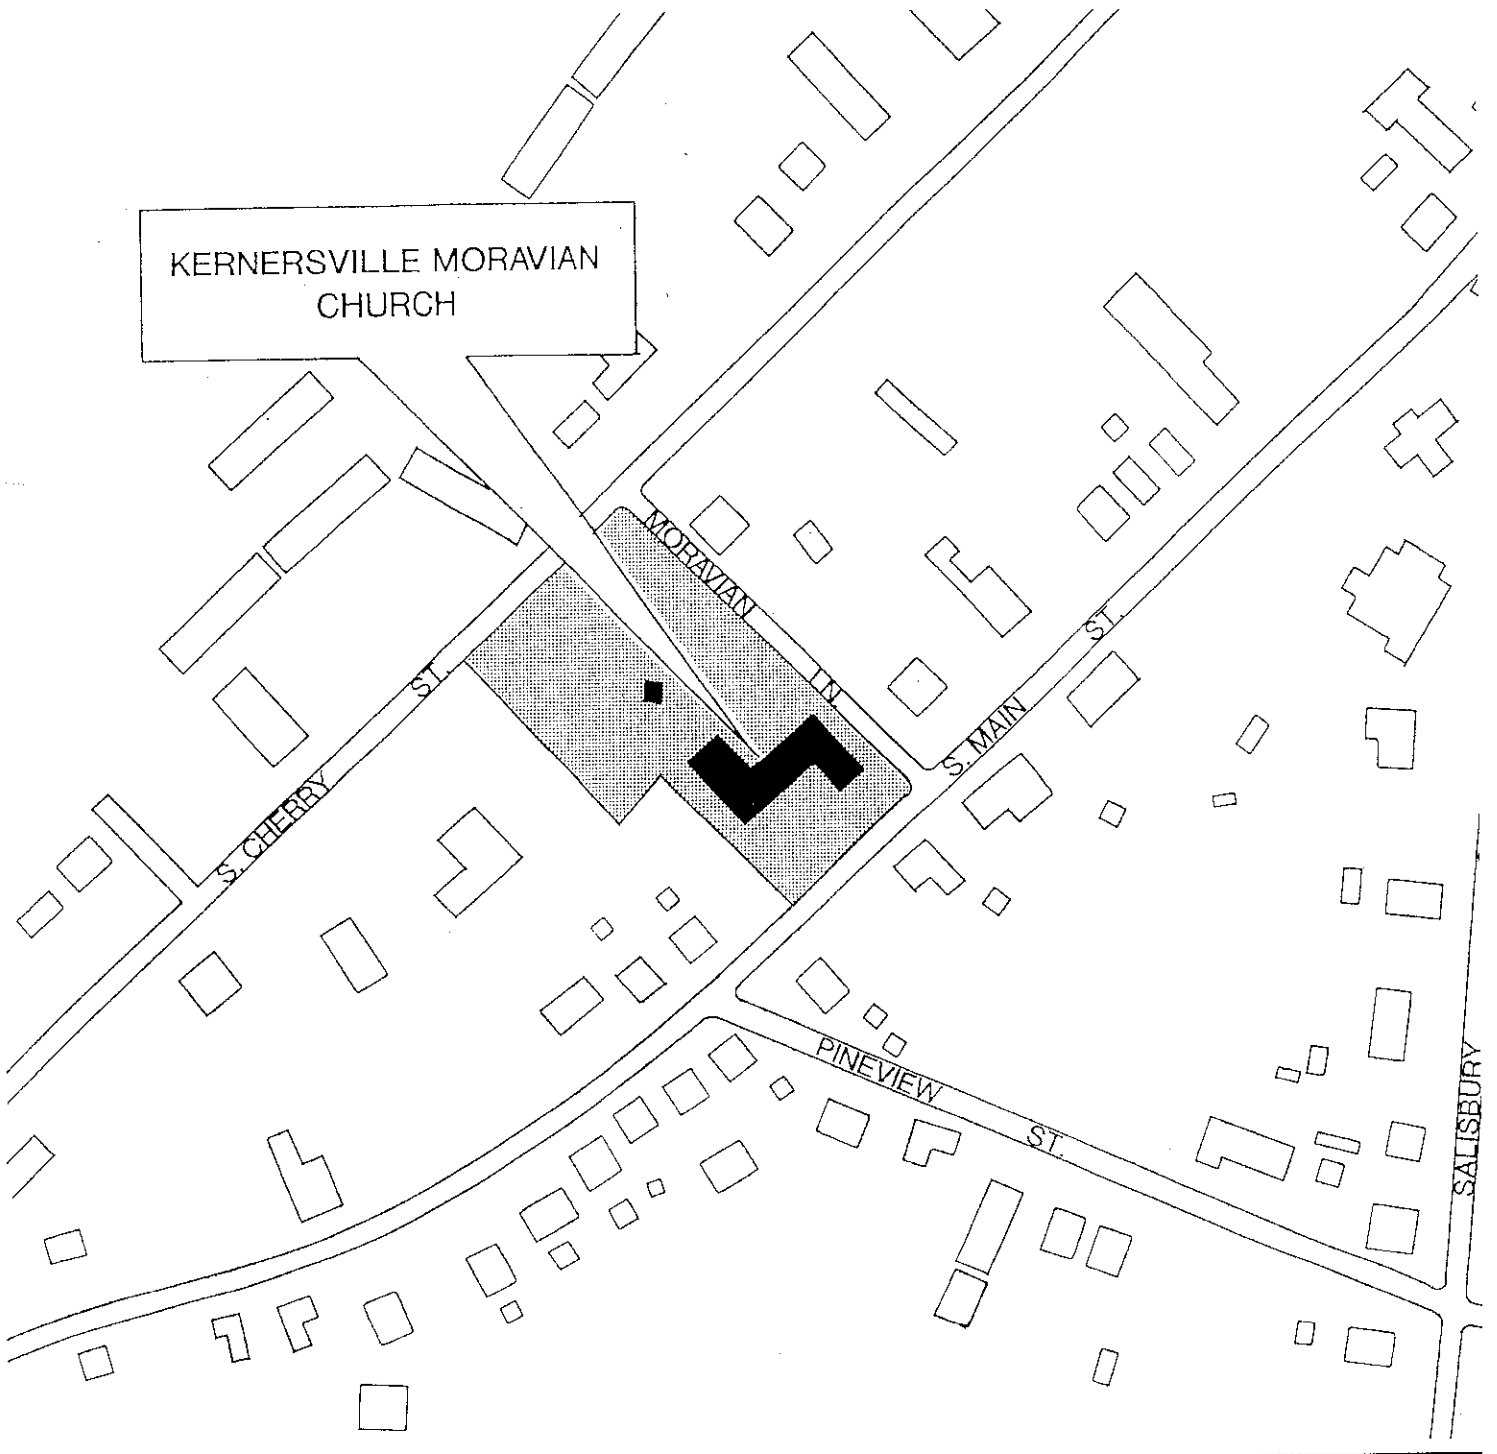 KERNERSVILLE MORAVIAN
CHURCH
MORAVIAN LN.
S. MAIN ST.
S. CHERRY ST.
PINEVIEW ST.
SALISBURY